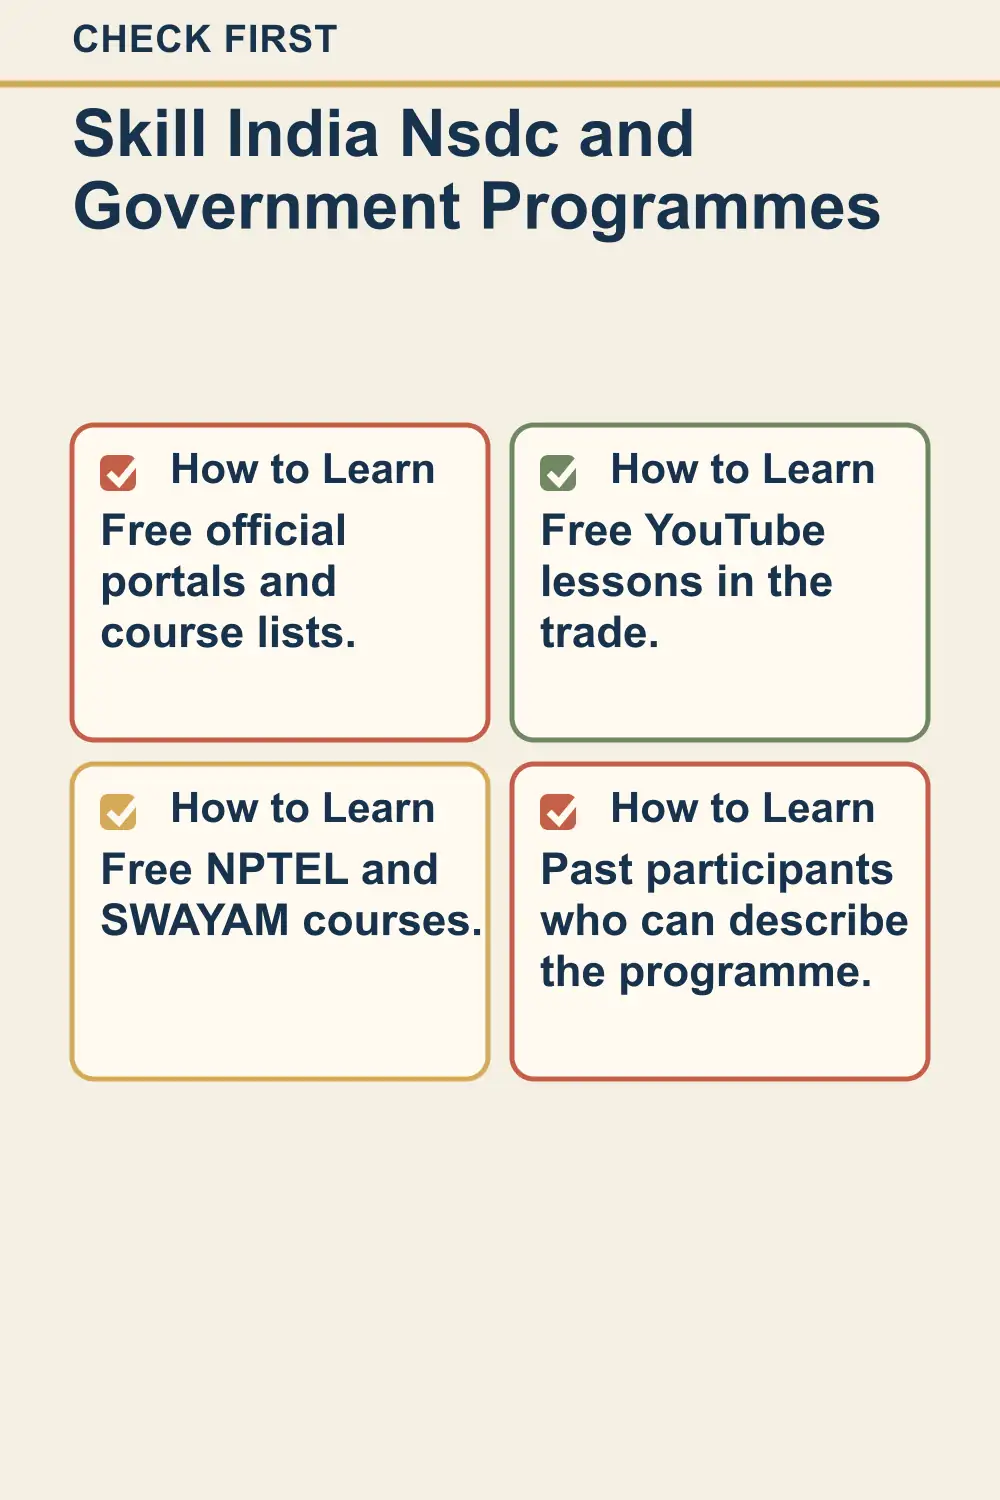 CHECK FIRST
Skill India Nsdc and
Government Programmes
How to Learn
Free official
portals and
course lists.
How to Learn
Free YouTube
lessons in the
trade.
How to Learn
Free NPTEL and
SWAYAM courses.
How to Learn
Past participants
who can describe
the programme.